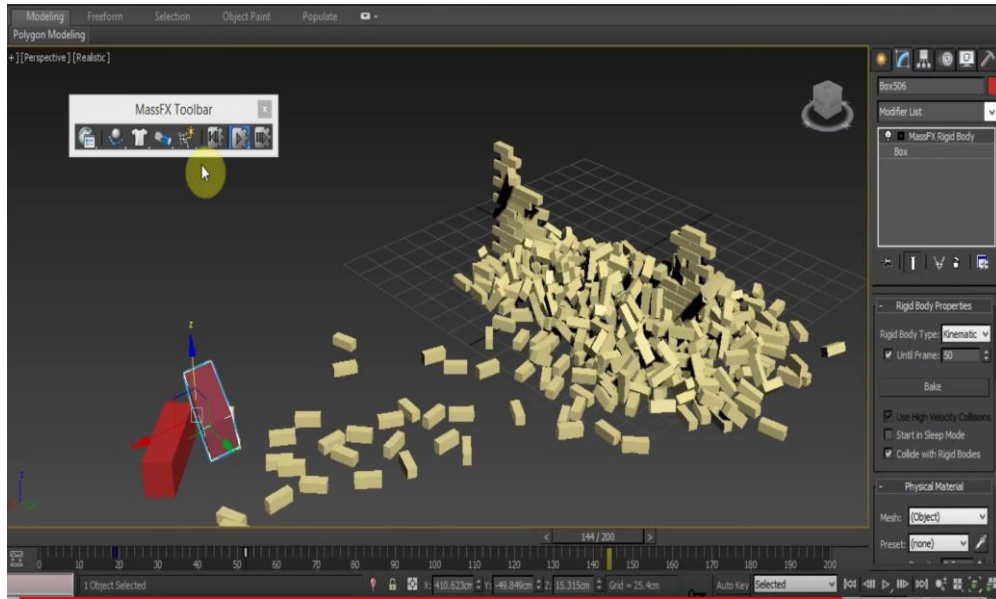 Modeling Freeform Selection Object Paint Populate
Polygon Modeling
+ ] [Perspective ] [Realistic ]
MassFX Toolbar
x
Box506
Modifier List
MassFX Rigid Body
Box
- Rigid Body Properties
Rigid Body Type: Kinematic
Until Frame: 50
Bake
Use High Velocity Collisions
Start in Sleep Mode
Collide with Rigid Bodies
- Physical Material
Mesh: (Object)
Preset: (none)
z
z
< 144 / 200 >
0 10 20 30 40 50 60 70 80 90 100 110 120 130 140 150 160 170 180 190 200
1 Object Selected X: 410.623cm Y: -49.849cm Z: 15.315cm Grid = 25.4cm Auto Key Selected